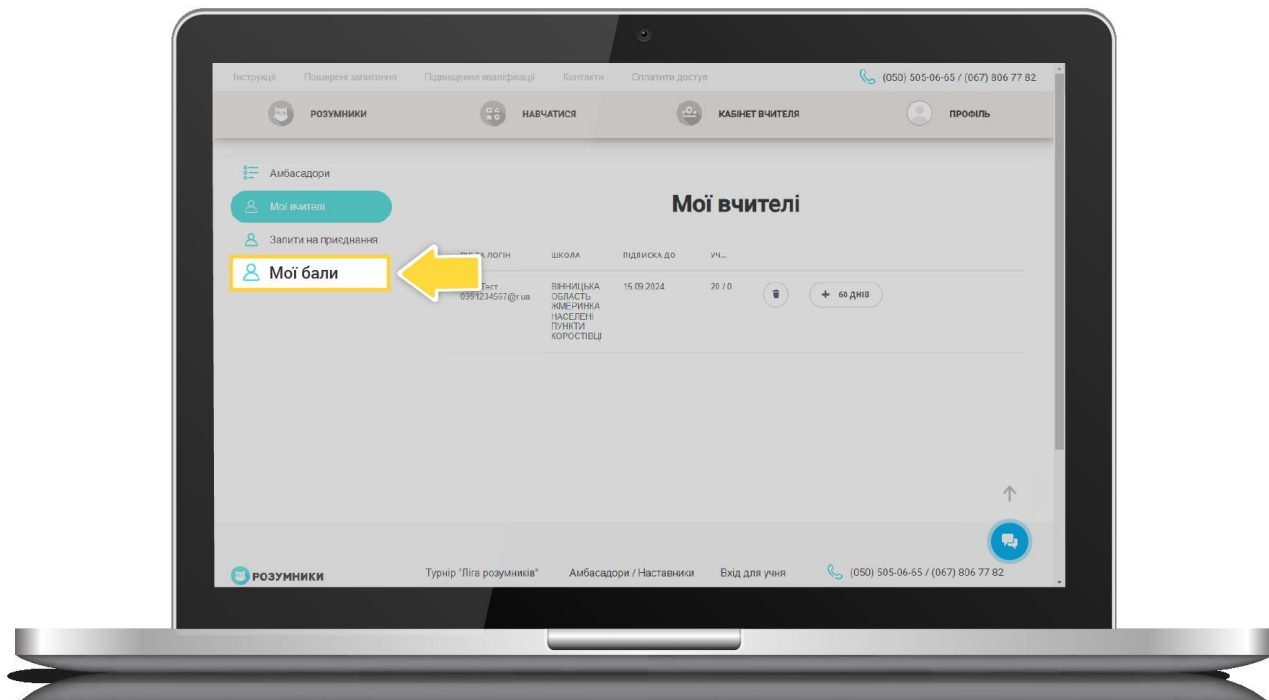 Інструкції Поширені запитання Підвищення кваліфікації Контакти Оплатити доступ (050) 505-06-65 / (067) 806 77 82
РОЗУМНИКИ НАВЧАТИСЯ КАБІНЕТ ВЧИТЕЛЯ ПРОФІЛЬ
Амбасадори
Мої вчителі
Запити на приєднання
Мої бали
Мої вчителі
ЛОГІН ШКОЛА ПІДПИСКА ДО УЧ...
Тест ВІННИЦЬКА 15.09.2024 20 / 0 + 60 ДНІВ
0991234567@r.ua ОБЛАСТЬ
ЖМЕРИНКА
НАСЕЛЕНІ
ПУНКТИ
КОРОСТІВЦІ
РОЗУМНИКИ Турнір "Ліга розумників" Амбасадори / Наставники Вхід для учня (050) 505-06-65 / (067) 806 77 82